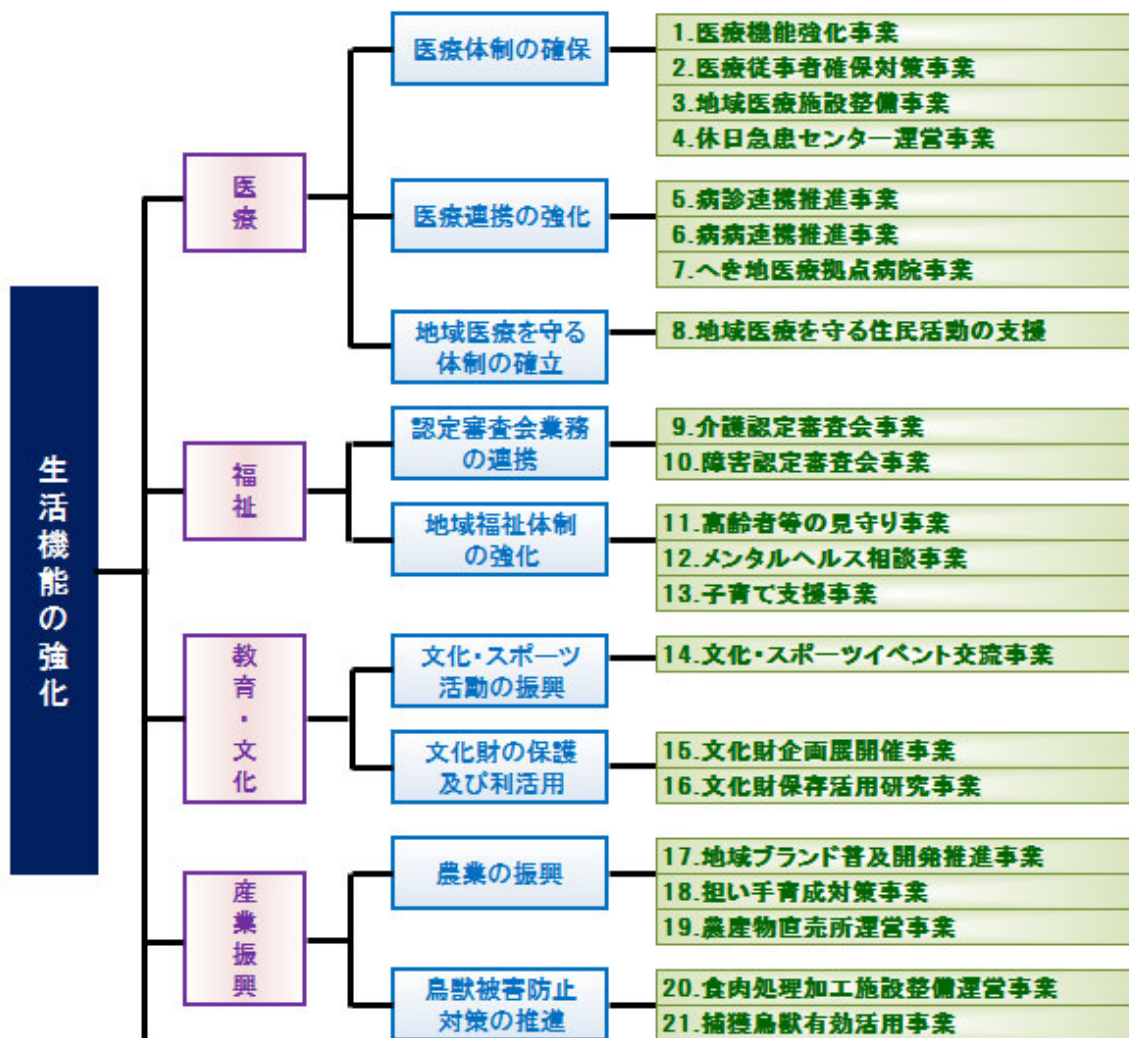 生活機能の強化
医療
医療体制の確保
1.医療機能強化事業
2.医療従事者確保対策事業
3.地域医療施設整備事業
4.休日急患センター運営事業
医療連携の強化
5.病診連携推進事業
6.病病連携推進事業
7.へき地医療拠点病院事業
地域医療を守る
体制の確立
8.地域医療を守る住民活動の支援
福祉
認定審査会業務
の連携
9.介護認定審査会事業
10.障害認定審査会事業
地域福祉体制
の強化
11.高齢者等の見守り事業
12.メンタルヘルス相談事業
13.子育て支援事業
教育・文化
文化・スポーツ
活動の振興
14.文化・スポーツイベント交流事業
文化財の保護
及び利活用
15.文化財企画展開催事業
16.文化財保存活用研究事業
産業振興
農業の振興
17.地域ブランド普及開発推進事業
18.担い手育成対策事業
19.農産物直売所運営事業
鳥獣被害防止
対策の推進
20.食肉処理加工施設整備運営事業
21.捕獲鳥獣有効活用事業